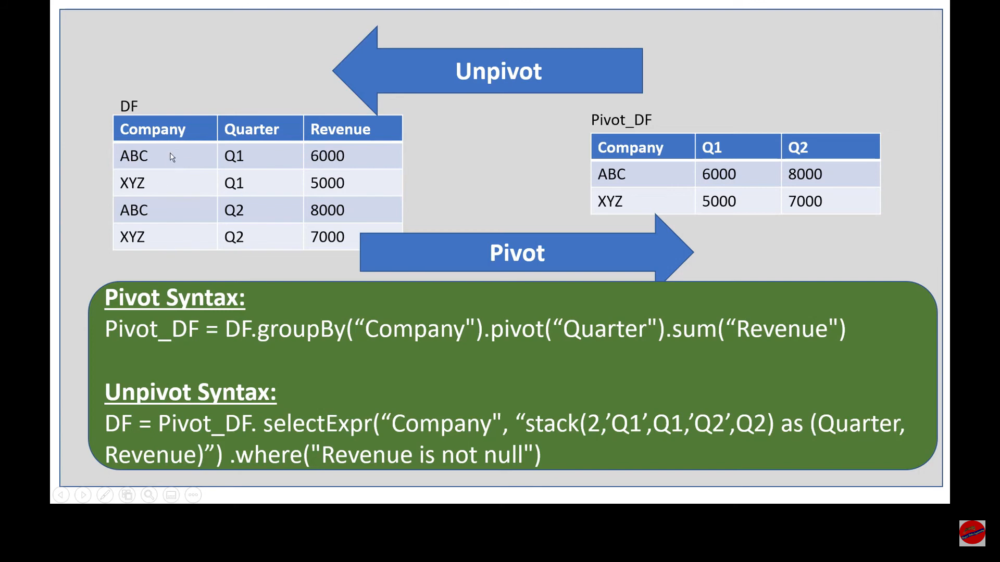 Unpivot
DF
Company Quarter Revenue
ABC Q1 6000
XYZ Q1 5000
ABC Q2 8000
XYZ Q2 7000
Pivot_DF
Company Q1 Q2
ABC 6000 8000
XYZ 5000 7000
Pivot
Pivot Syntax:
Pivot_DF = DF.groupBy(“Company").pivot(“Quarter").sum(“Revenue")
Unpivot Syntax:
DF = Pivot_DF. selectExpr(“Company", “stack(2,’Q1’,Q1,’Q2’,Q2) as (Quarter,
Revenue)”) .where("Revenue is not null")